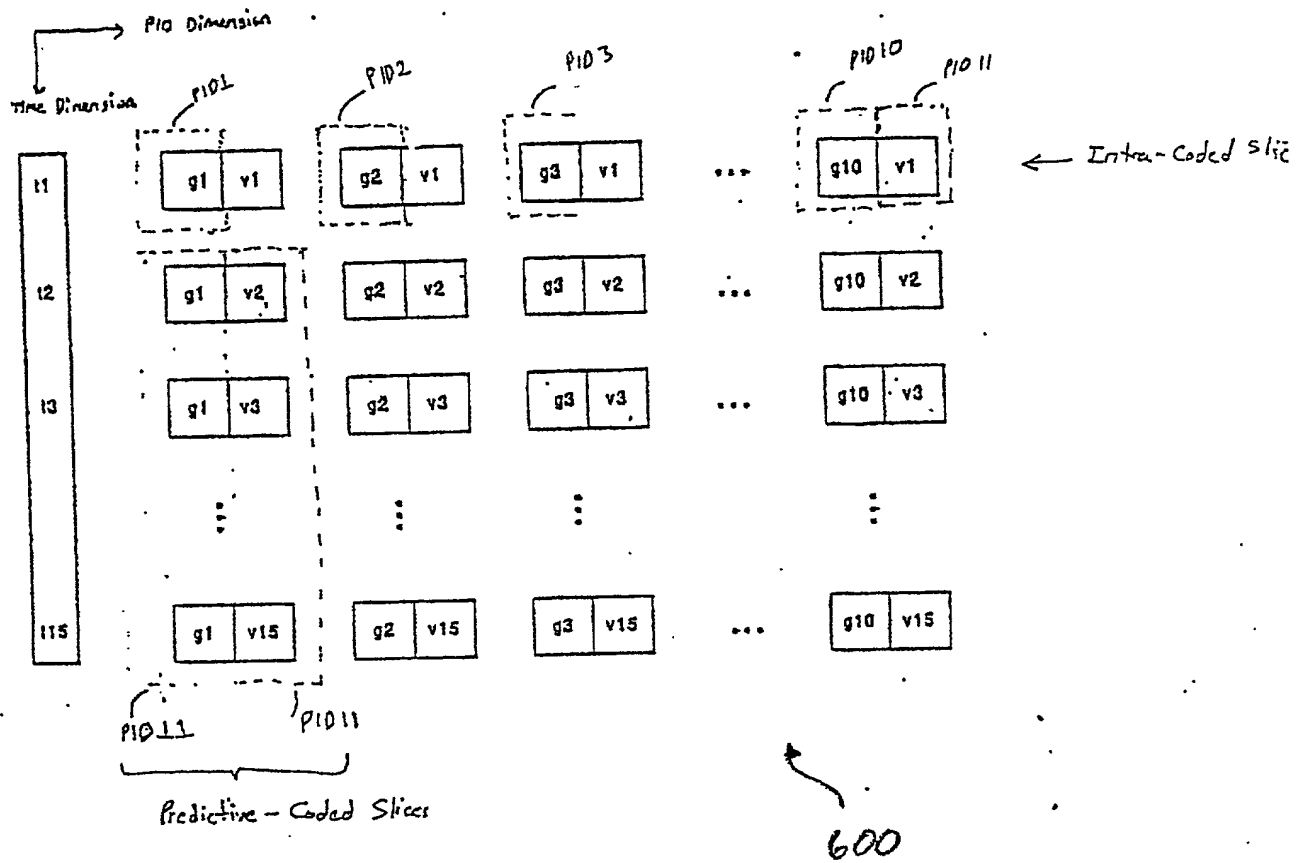 PID Dimension
Time Dimension
PID1 PID2 PID3 PID10 PID11
t1 g1 v1 g2 v1 g3 v1 ... g10 v1 Intra-Coded Slic
t2 g1 v2 g2 v2 g3 v2 ... g10 v2
t3 g1 v3 g2 v3 g3 v3 ... g10 v3
t15 g1 v15 g2 v15 g3 v15 ... g10 v15
PID11 PID11
Predictive-Coded Slices
600